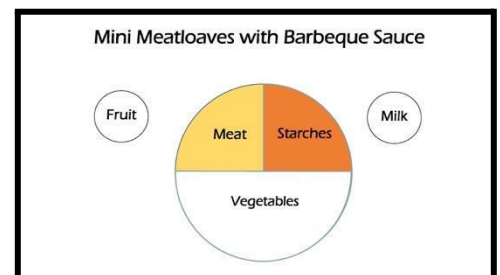 Mini Meatloaves with Barbeque Sauce
Fruit
Milk
Meat
Starches
Vegetables